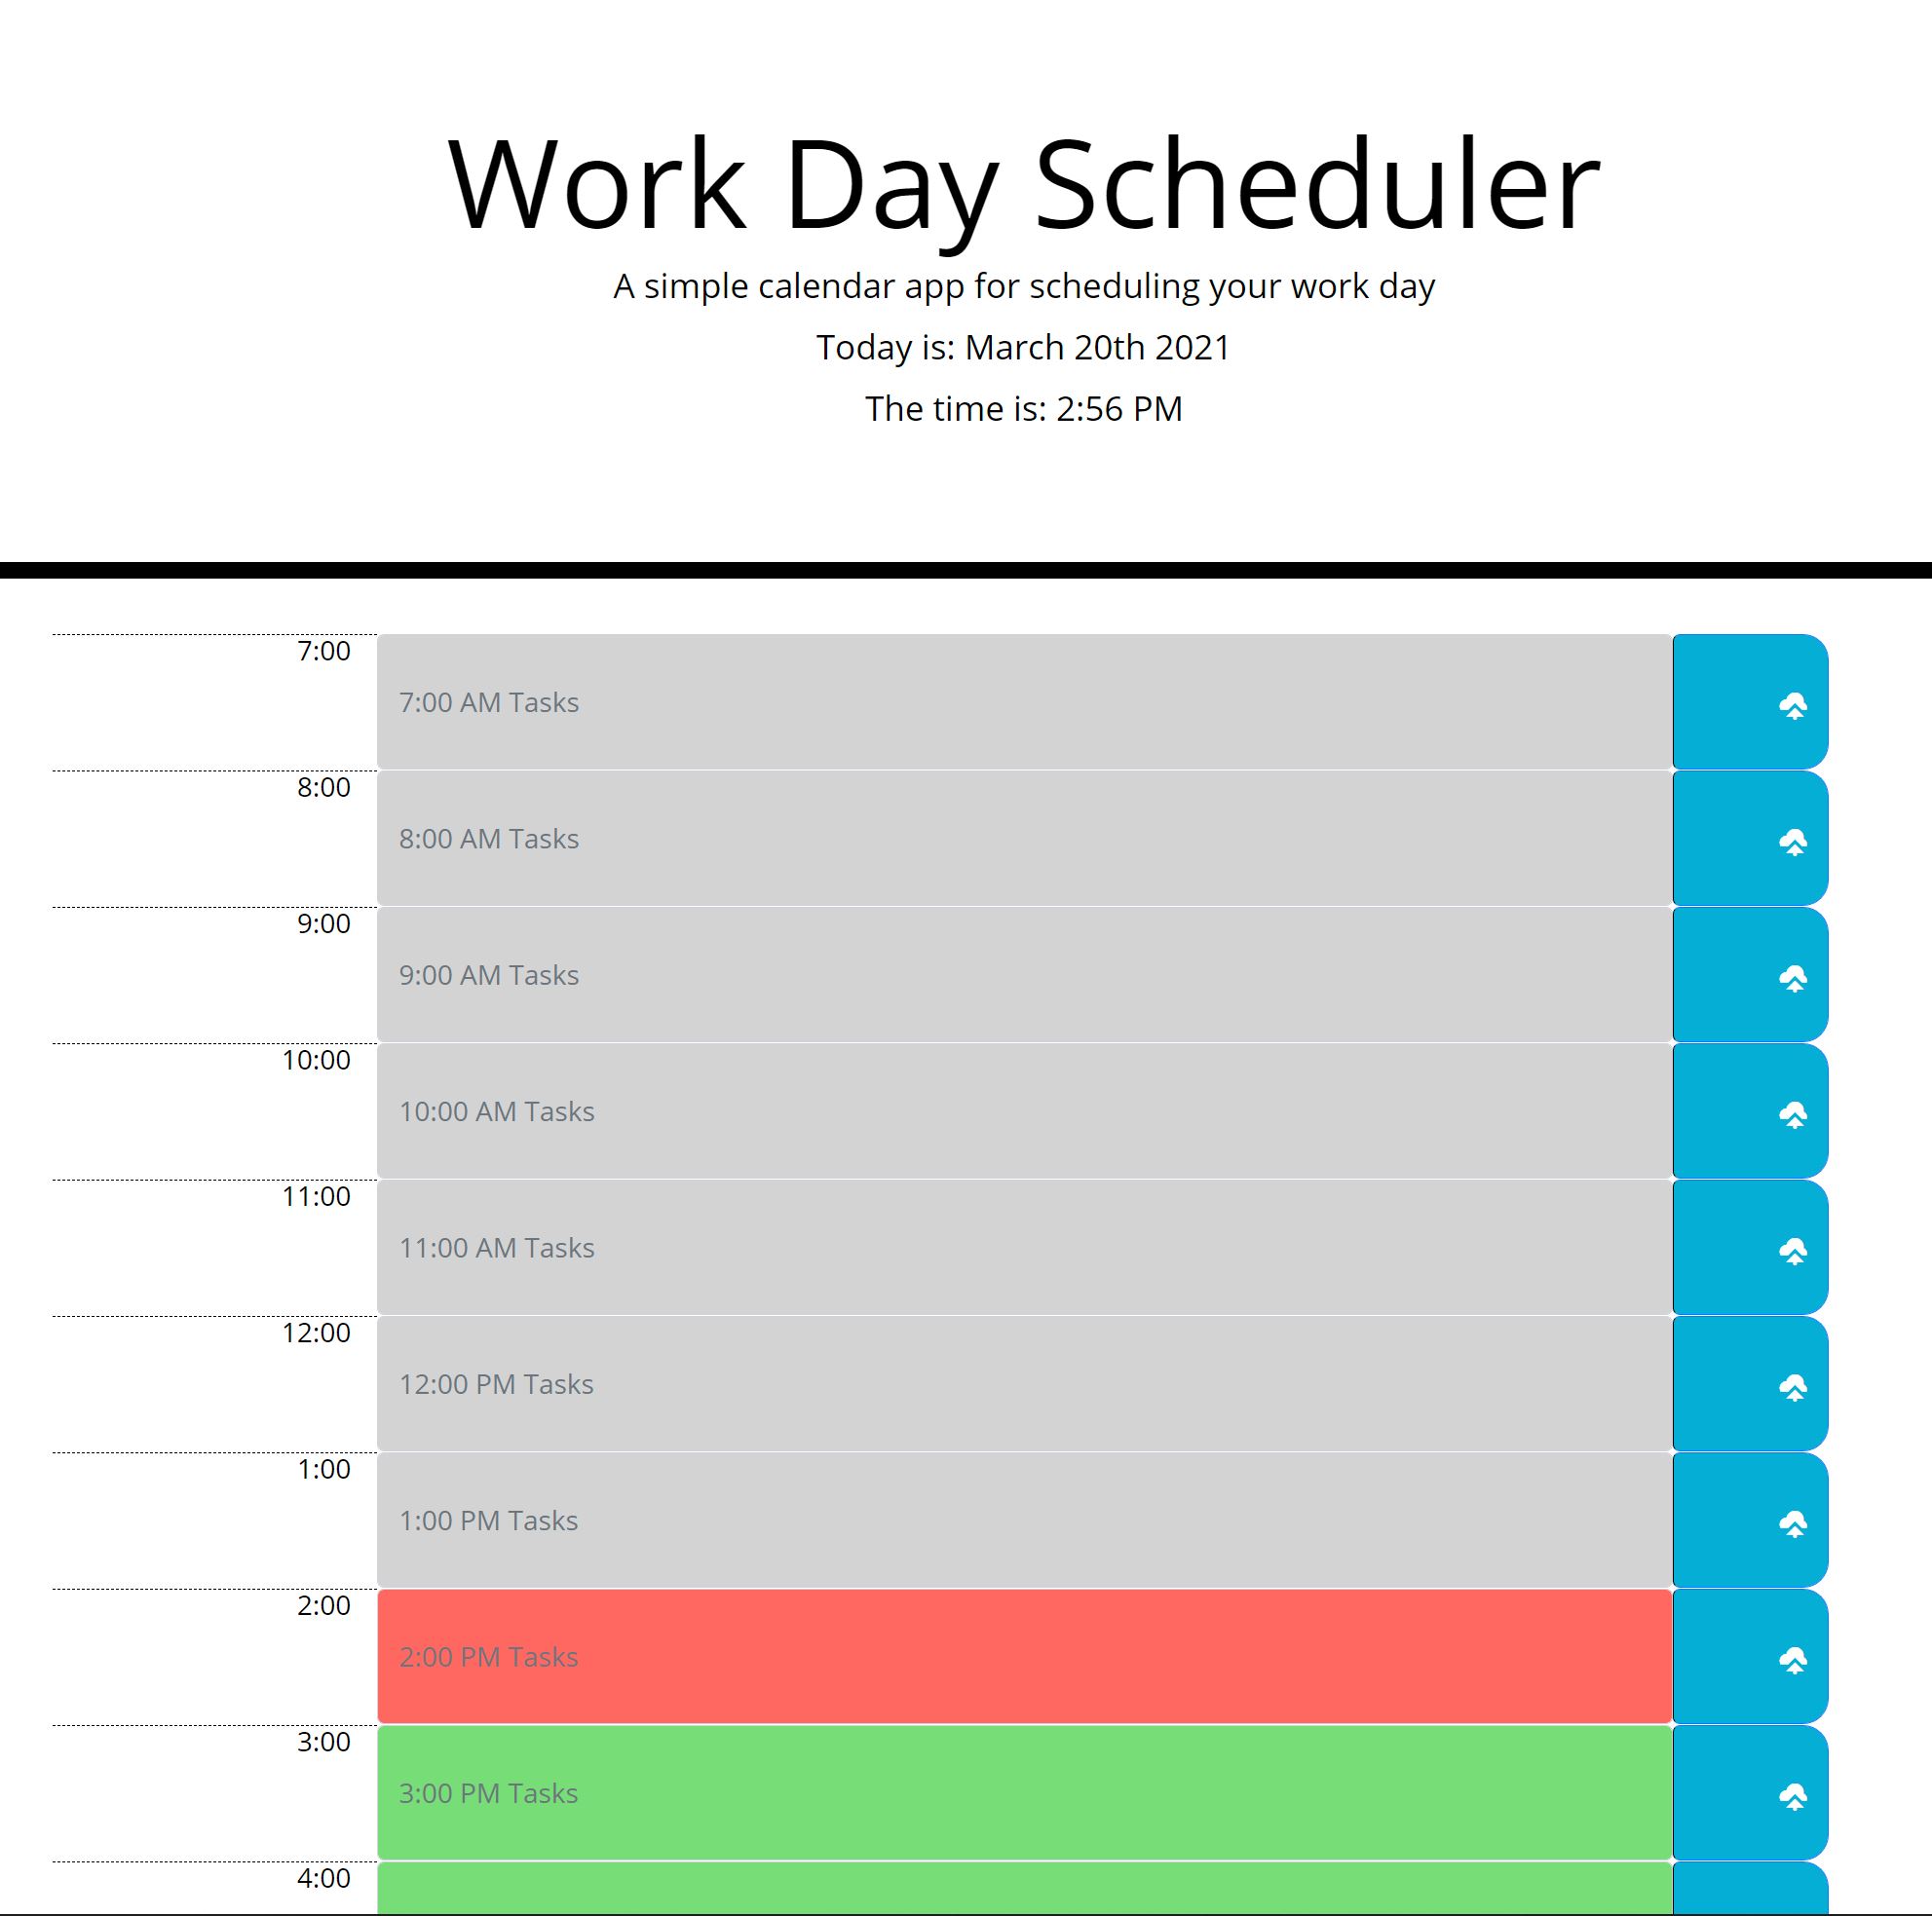 Work Day Scheduler
A simple calendar app for scheduling your work day
Today is: March 20th 2021
The time is: 2:56 PM
7:00
7:00 AM Tasks
8:00
8:00 AM Tasks
9:00
9:00 AM Tasks
10:00
10:00 AM Tasks
11:00
11:00 AM Tasks
12:00
12:00 PM Tasks
1:00
1:00 PM Tasks
2:00
2:00 PM Tasks
3:00
3:00 PM Tasks
4:00